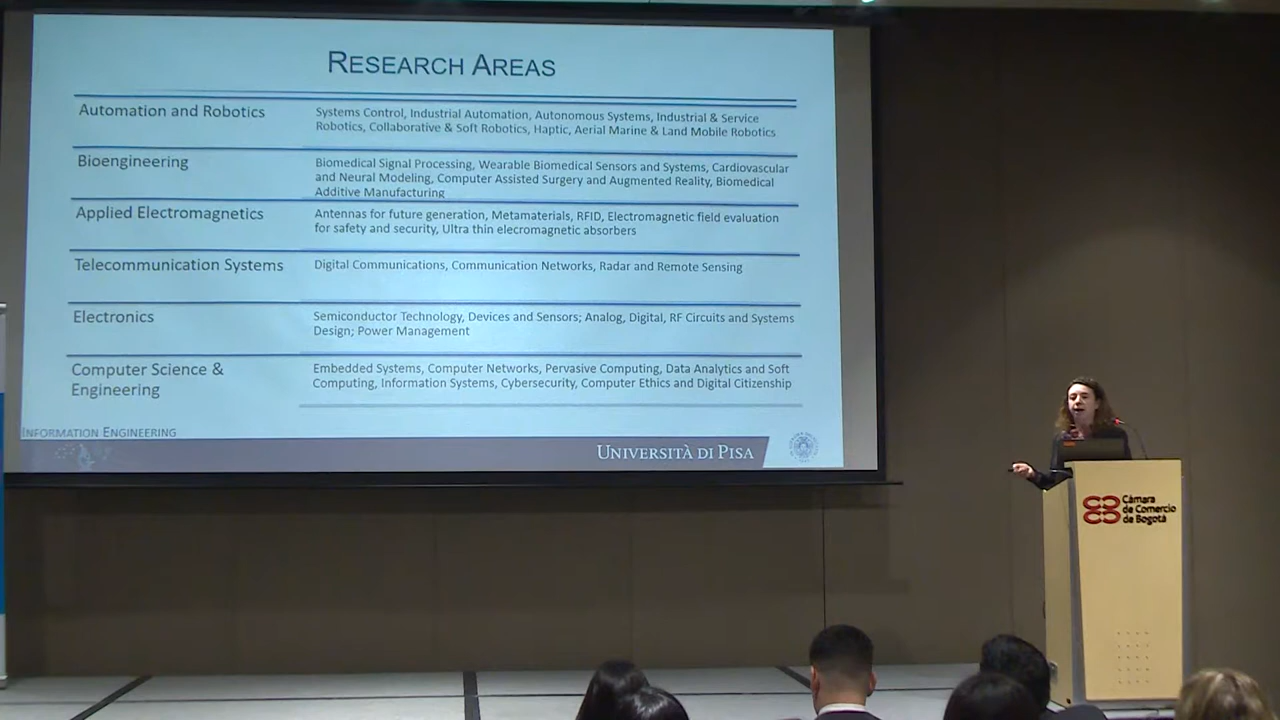 RESEARCH AREAS
Automation and Robotics
Systems Control, Industrial Automation, Autonomous Systems, Industrial & Service
Robotics, Collaborative & Soft Robotics, Haptic, Aerial Marine & Land Mobile Robotics
Bioengineering
Biomedical Signal Processing, Wearable Biomedical Sensors and Systems, Cardiovascular
and Neural Modeling, Computer Assisted Surgery and Augmented Reality, Biomedical
Additive Manufacturing
Applied Electromagnetics
Antennas for future generation, Metamaterials, RFID, Electromagnetic field evaluation
for safety and security, Ultra thin elecromagnetic absorbers
Telecommunication Systems
Digital Communications, Communication Networks, Radar and Remote Sensing
Electronics
Semiconductor Technology, Devices and Sensors; Analog, Digital, RF Circuits and Systems
Design; Power Management
Computer Science &
Engineering
Embedded Systems, Computer Networks, Pervasive Computing, Data Analytics and Soft
Computing, Information Systems, Cybersecurity, Computer Ethics and Digital Citizenship
INFORMATION ENGINEERING
UNIVERSITÀ DI PISA
Cámara
de Comercio
de Bogotá